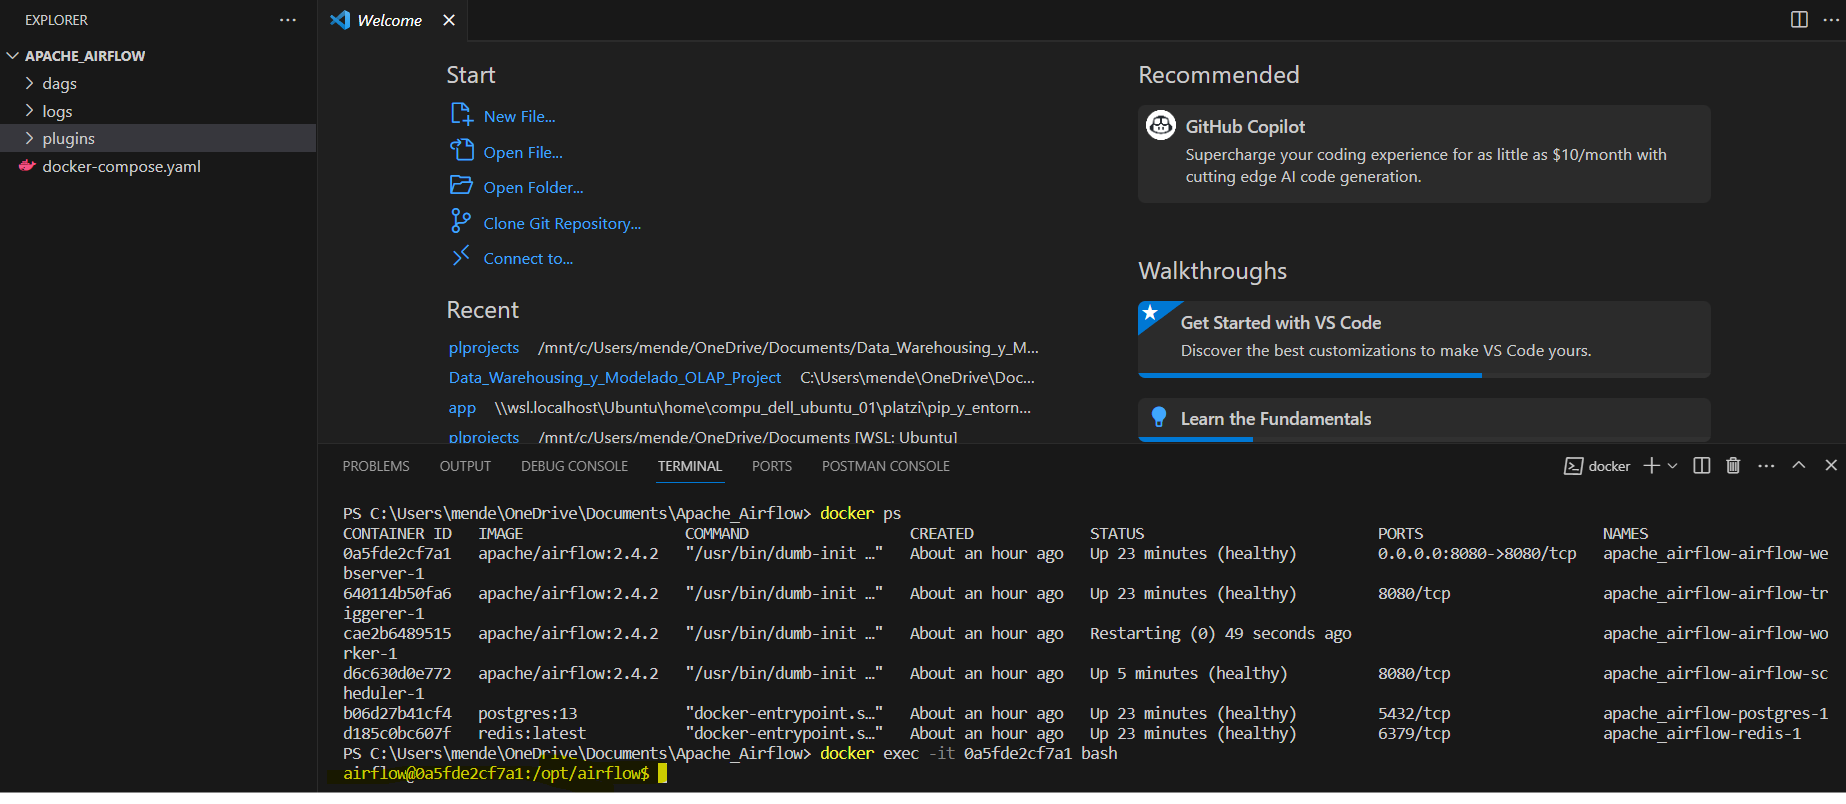 EXPLORER
APACHE_AIRFLOW
dags
logs
plugins
docker-compose.yaml
Welcome
Start
New File...
Open File...
Open Folder...
Clone Git Repository...
Connect to...
Recent
plprojects /mnt/c/Users/mende/OneDrive/Documents/Data_Warehousing_y_M...
Data_Warehousing_y_Modelado_OLAP_Project C:\Users\mende\OneDrive\Doc...
app \\wsl.localhost\Ubuntu\home\compu_dell_ubuntu_01\platzi\pip_y_entorn...
plprojects /mnt/c/Users/mende/OneDrive/Documents [WSL: Ubuntu]
Recommended
GitHub Copilot
Supercharge your coding experience for as little as $10/month with
cutting edge AI code generation.
Walkthroughs
Get Started with VS Code
Discover the best customizations to make VS Code yours.
Learn the Fundamentals
PROBLEMS OUTPUT DEBUG CONSOLE TERMINAL PORTS POSTMAN CONSOLE
docker
PS C:\Users\mende\OneDrive\Documents\Apache_Airflow> docker ps
CONTAINER ID IMAGE COMMAND CREATED STATUS PORTS NAMES
0a5fde2cf7a1 apache/airflow:2.4.2 "/usr/bin/dumb-init …" About an hour ago Up 23 minutes (healthy) 0.0.0.0:8080->8080/tcp apache_airflow-airflow-we
bserver-1
640114b50fa6 apache/airflow:2.4.2 "/usr/bin/dumb-init …" About an hour ago Up 23 minutes (healthy) 8080/tcp apache_airflow-airflow-tr
iggerer-1
cae2b6489515 apache/airflow:2.4.2 "/usr/bin/dumb-init …" About an hour ago Restarting (0) 49 seconds ago apache_airflow-airflow-wo
rker-1
d6c630d0e772 apache/airflow:2.4.2 "/usr/bin/dumb-init …" About an hour ago Up 5 minutes (healthy) 8080/tcp apache_airflow-airflow-sc
heduler-1
b06d27b41cf4 postgres:13 "docker-entrypoint.s…" About an hour ago Up 23 minutes (healthy) 5432/tcp apache_airflow-postgres-1
d185c0bc607f redis:latest "docker-entrypoint.s…" About an hour ago Up 23 minutes (healthy) 6379/tcp apache_airflow-redis-1
PS C:\Users\mende\OneDrive\Documents\Apache_Airflow> docker exec -it 0a5fde2cf7a1 bash
airflow@0a5fde2cf7a1:/opt/airflow$